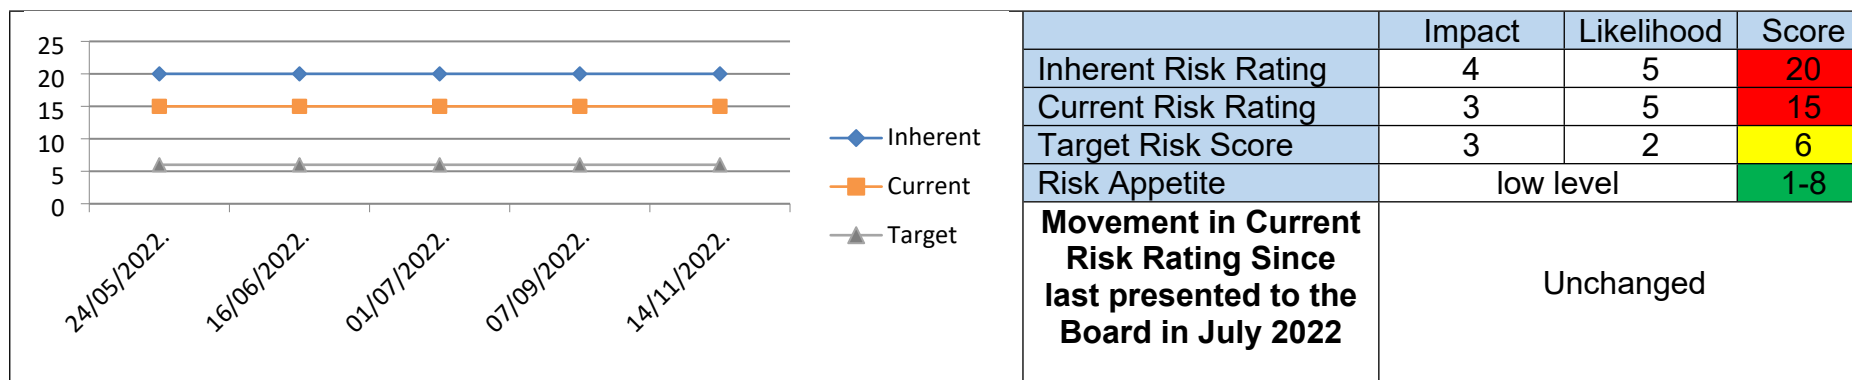 25
20
15
10
5
0
24/05/2022.
16/06/2022.
01/07/2022.
07/09/2022.
14/11/2022.
Inherent
Current
Target
Impact Likelihood Score
Inherent Risk Rating 4 5 20
Current Risk Rating 3 5 15
Target Risk Score 3 2 6
Risk Appetite low level 1-8
Movement in Current
Risk Rating Since
last presented to the
Board in July 2022
Unchanged